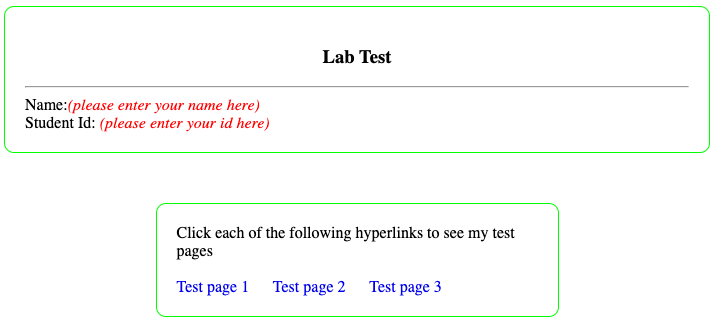 Lab Test
Name:(please enter your name here)
Student Id: (please enter your id here)
Click each of the following hyperlinks to see my test
pages
Test page 1 Test page 2 Test page 3